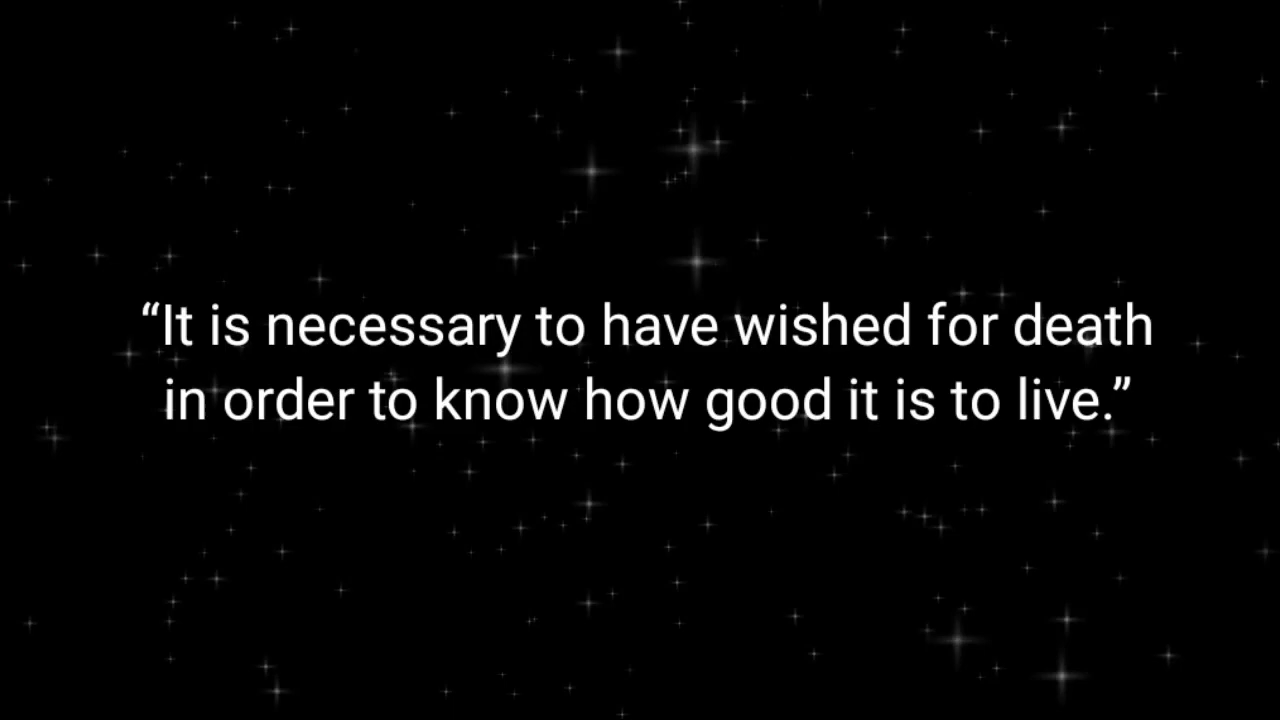 “It is necessary to have wished for death
in order to know how good it is to live.”